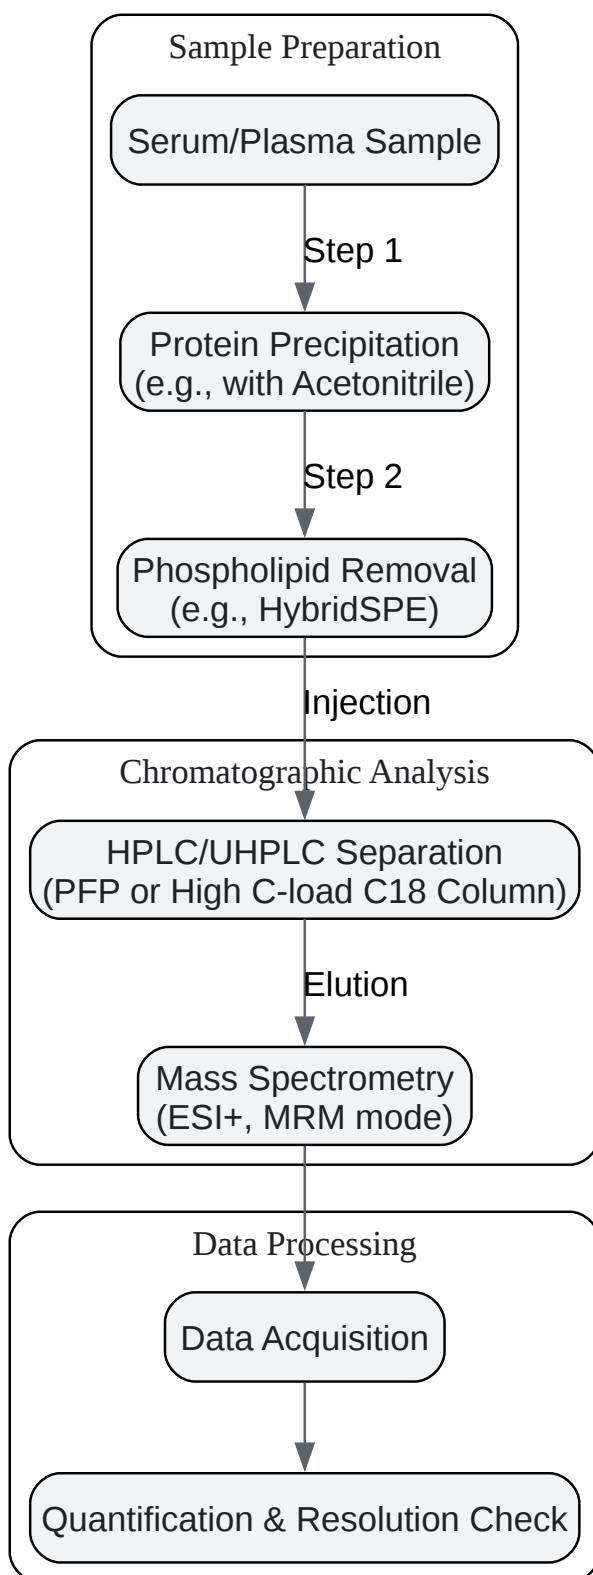 Sample Preparation
Serum/Plasma Sample
Step 1
Protein Precipitation
(e.g., with Acetonitrile)
Step 2
Phospholipid Removal
(e.g., HybridSPE)
Injection
Chromatographic Analysis
HPLC/UHPLC Separation
(PFP or High C-load C18 Column)
Elution
Mass Spectrometry
(ESI+, MRM mode)
Data Processing
Data Acquisition
Quantification & Resolution Check